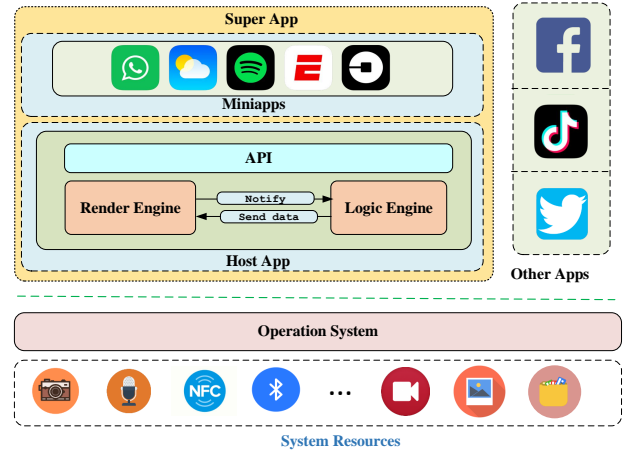 Super App
Miniapps
API
Render Engine
Notify
Send data
Logic Engine
Host App
Other Apps
Operation System
NFC
...
System Resources